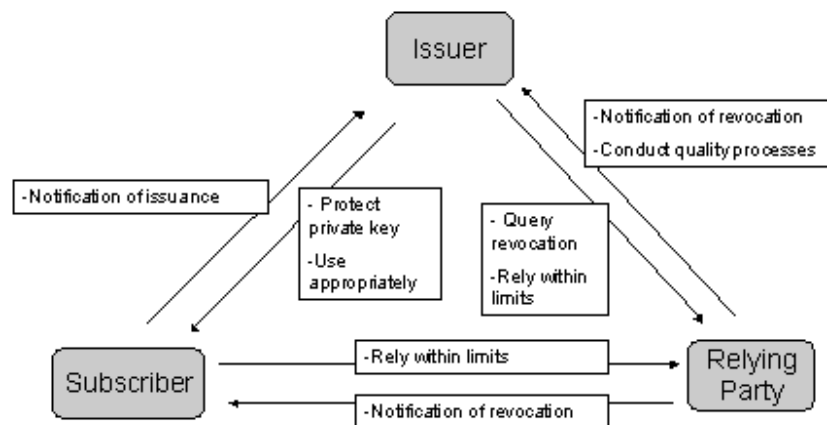 Issuer
-Notification of revocation
-Conduct quality processes
-Notification of issuance
- Protect
private key
-Use
appropriately
- Query
revocation
-Rely within
limits
-Rely within limits
Subscriber
Relying
Party
-Notification of revocation